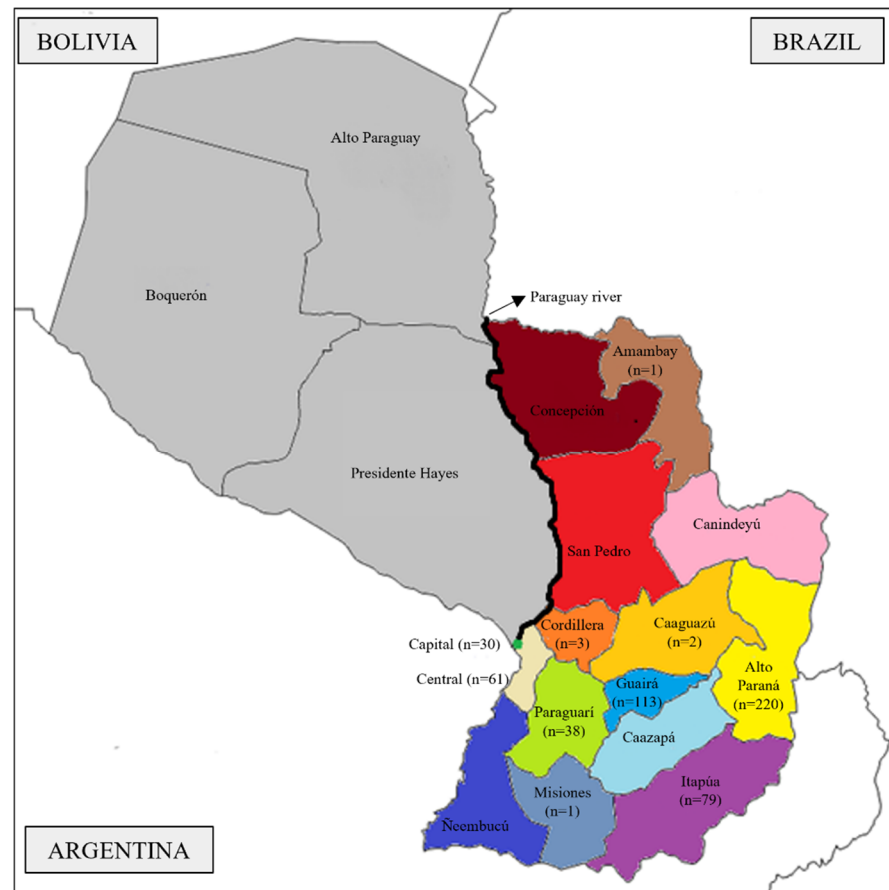 BOLIVIA
BRAZIL
Alto Paraguay
Boquerón
Paraguay river
Amambay
(n=1)
Concepción
Presidente Hayes
Canindeyú
San Pedro
Cordillera
(n=3)
Caaguazú
(n=2)
Capital (n=30)
Central (n=61)
Alto
Paraná
(n=220)
Guairá
(n=113)
Paraguarí
(n=38)
Caazapá
Itapúa
(n=79)
Misiones
(n=1)
Ñeembucú
ARGENTINA